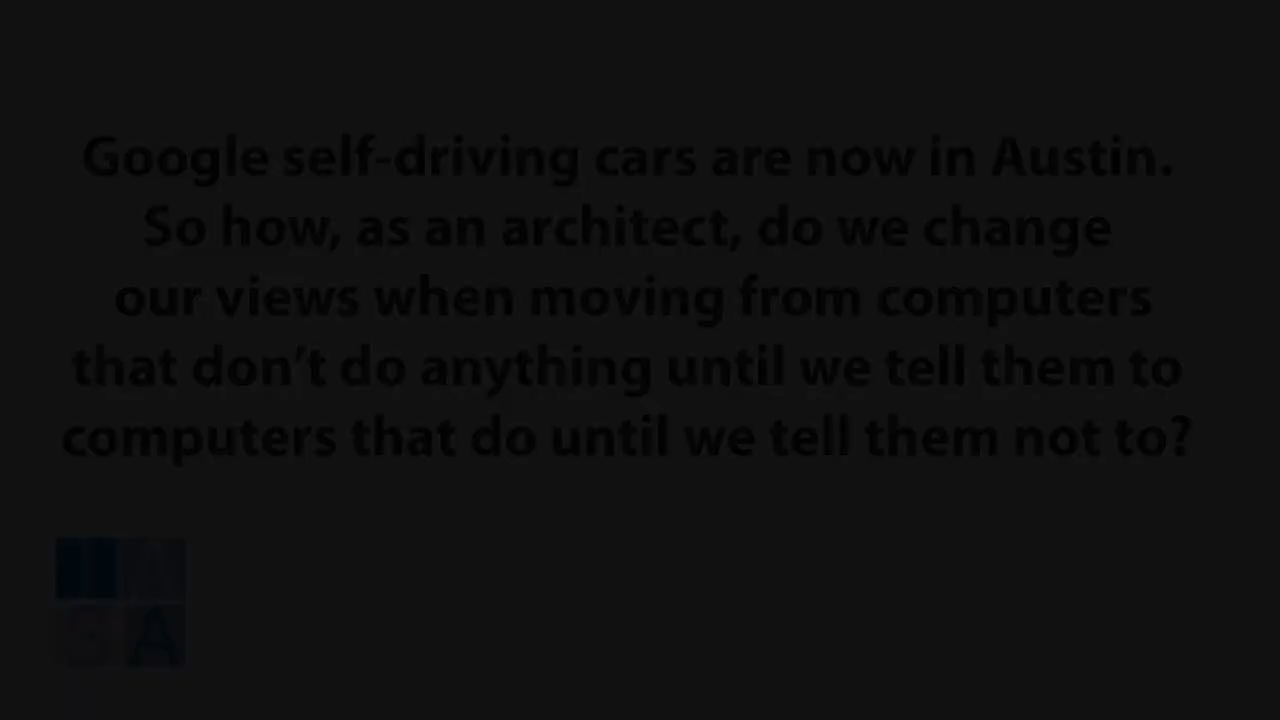 Google self-driving cars are now in Austin.
So how, as an architect, do we change
our views when moving from computers
that don't do anything until we tell them to
computers that do until we tell them not to?
I A
S A